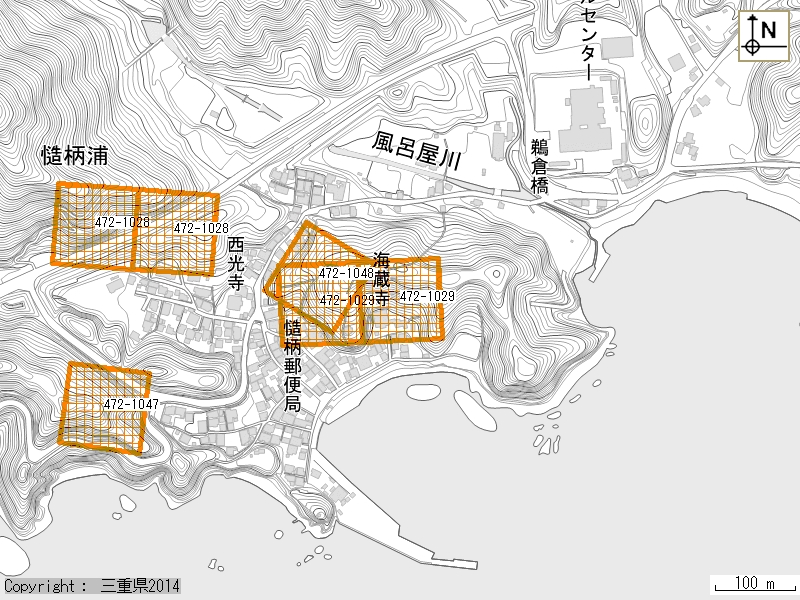 ルセンター
N
慥柄浦
風呂屋川
鵜倉橋
472-1028
472-1028
西光寺
海蔵寺
472-1048
472-1029
472-1029
慥柄郵便局
472-1047
Copyright : 三重県2014
100 m